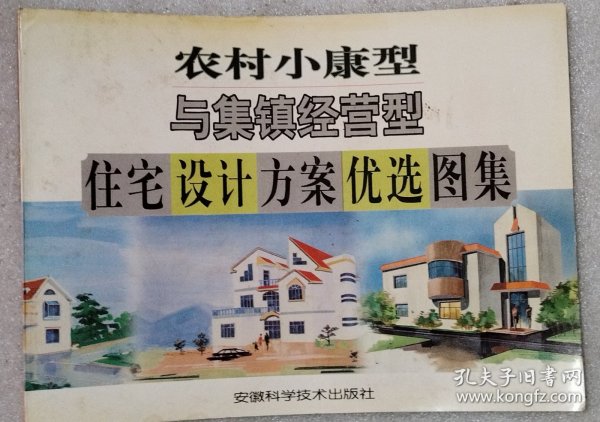 农村小康型
与集镇经营型
住宅设计方案优选图集
安徽科学技术出版社
孔夫子旧书网
www.kongfz.com